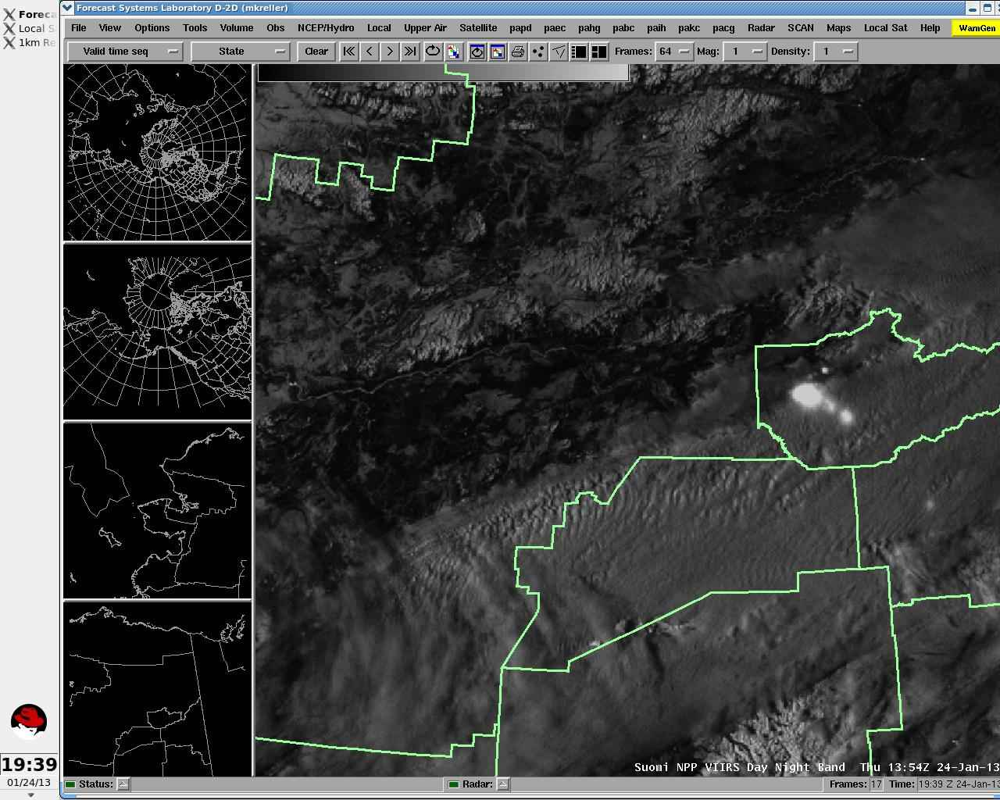 Forecast Systems Laboratory D-2D (mkreller)
Foreca
Local S
1km Re
File View Options Tools Volume Obs NCEP/Hydro Local Upper Air Satellite papd paec pahg pabc paih pakc pacg Radar SCAN Maps Local Sat Help WamGen
Valid time seq State Clear Frames: 64 Mag: 1 Density: 1
Suomi NPP VIIRS Day Night Band Thu 13:54Z 24-Jan-13
19:39
01/24/13
Status: Radar: Frames: 17 Time: 19:39 Z 24-Jan-13